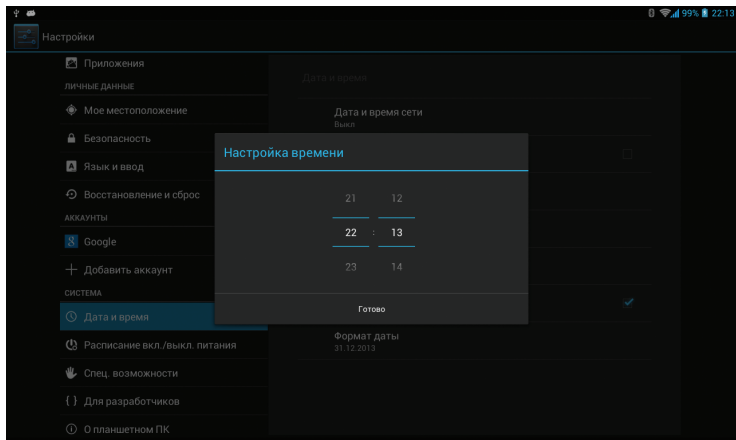 99% 22:13
Настройки
Приложения
ЛИЧНЫЕ ДАННЫЕ
Мое местоположение
Безопасность
Язык и ввод
Восстановление и сброс
АККАУНТЫ
Google
Добавить аккаунт
СИСТЕМА
Дата и время
Расписание вкл./выкл. питания
Спец. возможности
Для разработчиков
О планшетном ПК
Дата и время
Дата и время сети
Выкл
Настройка времени
21 12
22 : 13
23 14
Готово
Формат даты
31.12.2013